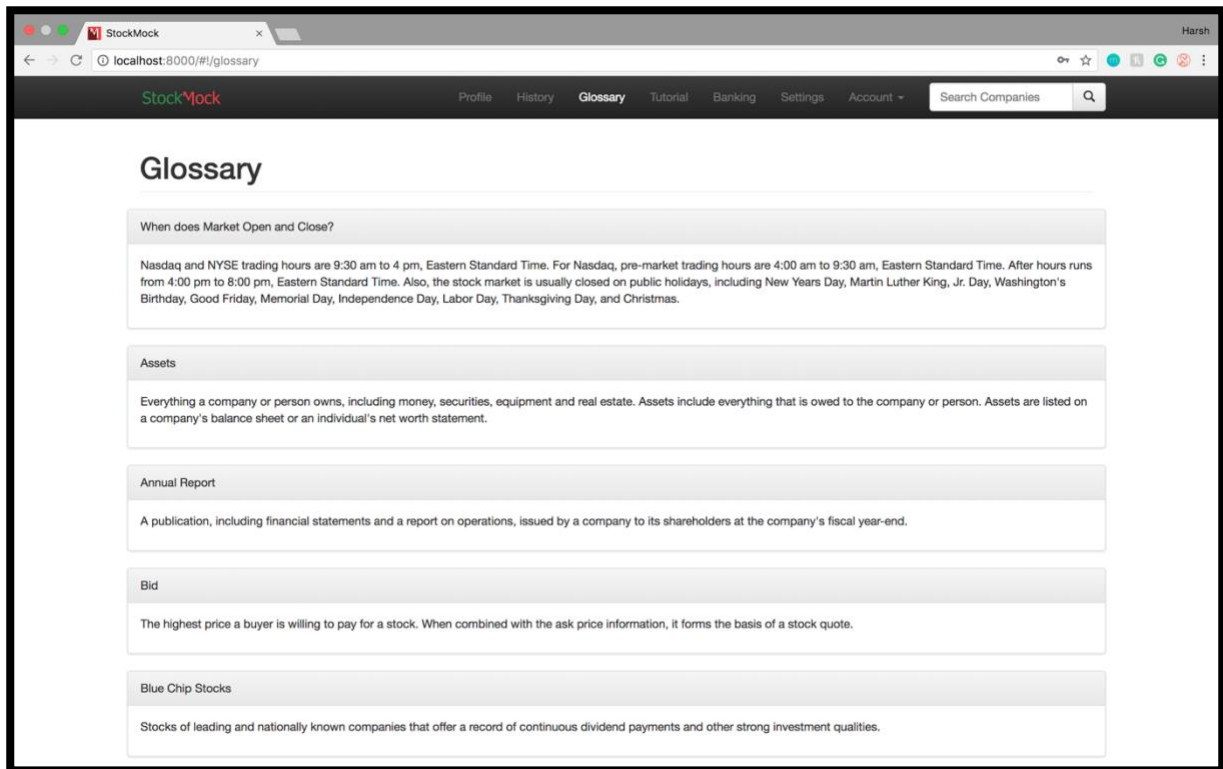 StockMock
Harsh
localhost:8000/#!/glossary
StockMock
Profile
History
Glossary
Tutorial
Banking
Settings
Account
Search Companies
Glossary
When does Market Open and Close?
Nasdaq and NYSE trading hours are 9:30 am to 4 pm, Eastern Standard Time. For Nasdaq, pre-market trading hours are 4:00 am to 9:30 am, Eastern Standard Time. After hours runs
from 4:00 pm to 8:00 pm, Eastern Standard Time. Also, the stock market is usually closed on public holidays, including New Years Day, Martin Luther King, Jr. Day, Washington's
Birthday, Good Friday, Memorial Day, Independence Day, Labor Day, Thanksgiving Day, and Christmas.
Assets
Everything a company or person owns, including money, securities, equipment and real estate. Assets include everything that is owed to the company or person. Assets are listed on
a company's balance sheet or an individual's net worth statement.
Annual Report
A publication, including financial statements and a report on operations, issued by a company to its shareholders at the company's fiscal year-end.
Bid
The highest price a buyer is willing to pay for a stock. When combined with the ask price information, it forms the basis of a stock quote.
Blue Chip Stocks
Stocks of leading and nationally known companies that offer a record of continuous dividend payments and other strong investment qualities.